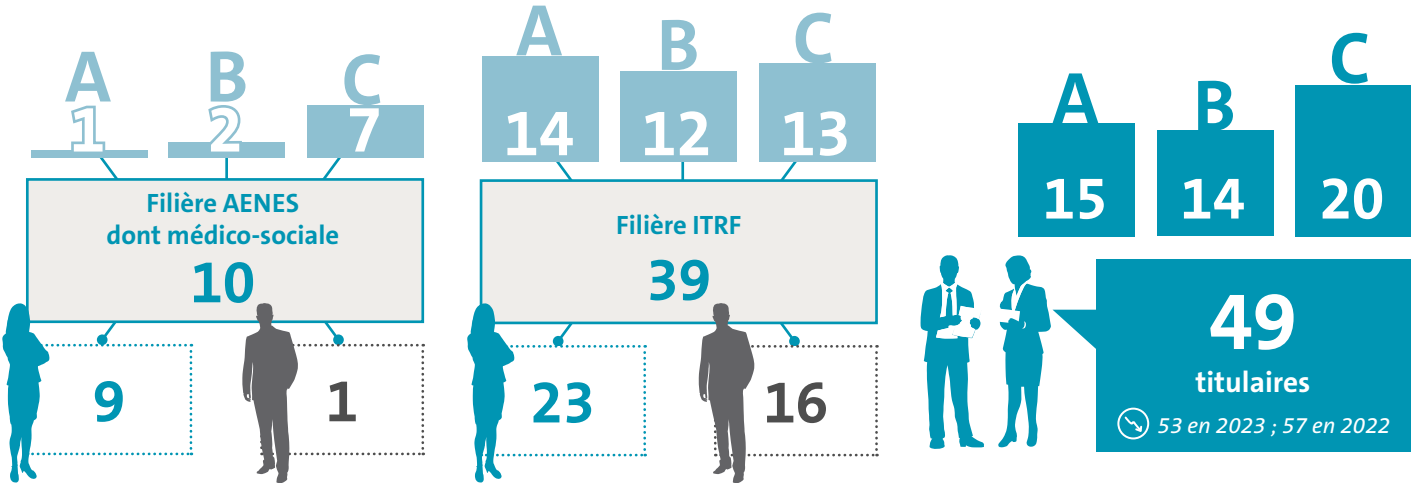 A B C
1 2 7
Filière AENES
dont médico-sociale
10
9 1
A B C
14 12 13
Filière ITRF
39
23 16
A B C
15 14 20
49
titulaires
53 en 2023 ; 57 en 2022